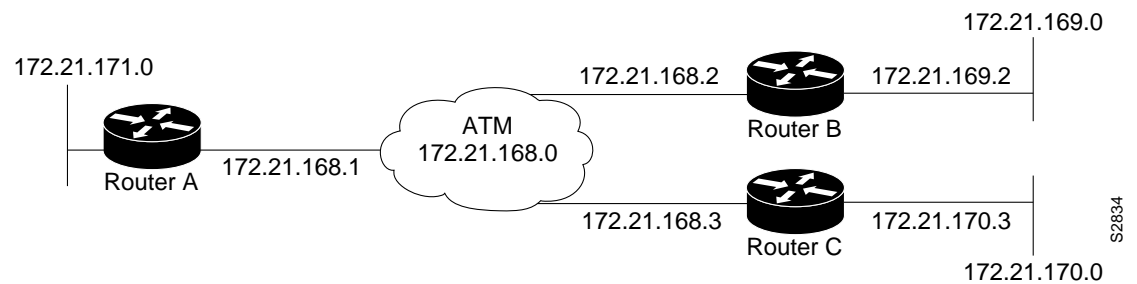 172.21.169.0
172.21.171.0
172.21.168.2
172.21.169.2
ATM
172.21.168.0
Router B
Router A
172.21.168.1
172.21.168.3
172.21.170.3
Router C
172.21.170.0
S2834